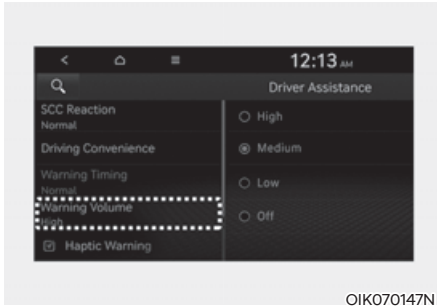 12:13 AM
Driver Assistance
SCC Reaction
Normal
Driving Convenience
Warning Timing
Normal
Warning Volume
High
Haptic Warning
High
Medium
Low
Off
OIK070147N